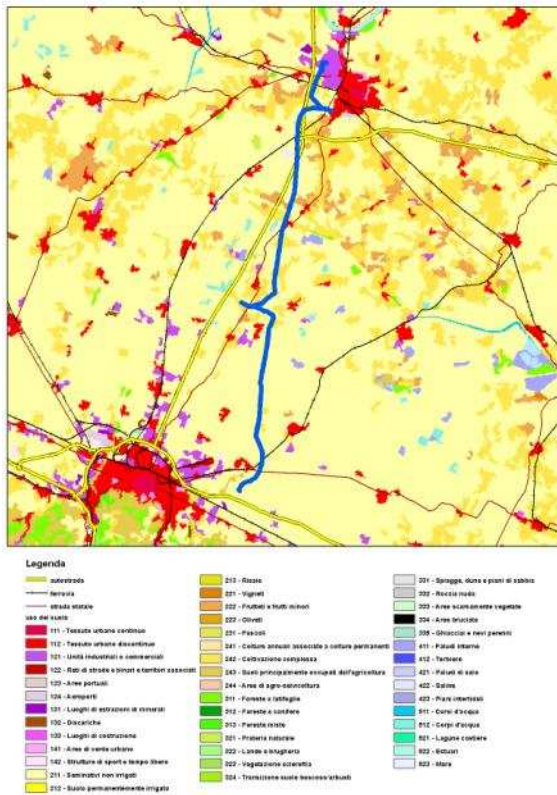 Legenda
autostrada
ferrovia
strada statale
uso del suolo
111 - Tessuto urbano continuo
112 - Tessuto urbano discontinuo
121 - Unità industriali o commerciali
122 - Reti di strade e binari e territori associati
123 - Aree portuali
124 - Aeroporti
131 - Luoghi di estrazioni di minerali
132 - Discariche
133 - Luoghi di costruzione
141 - Aree di verde urbano
142 - Strutture di sport e tempo libero
211 - Seminativi non irrigati
212 - Suolo permanentemente irrigato
213 - Risaie
221 - Vigneti
222 - Frutteti e frutti minori
223 - Oliveti
231 - Pascoli
241 - Colture annuali associate a colture permanenti
242 - Coltivazione complessa
243 - Suoli principalmente occupati dall'agricoltura
244 - Aree di agro-selvicoltura
311 - Foreste a latifoglie
312 - Foreste a conifere
313 - Foreste miste
321 - Prateria naturale
322 - Lande e brughiera
323 - Vegetazione sclerofila
324 - Transizione suolo boscoso/arbusti
331 - Spiagge, dune e piani di sabbia
332 - Roccia nuda
333 - Aree scarsamente vegetate
334 - Aree bruciate
335 - Ghiacciai e nevi perenni
411 - Paludi interne
412 - Torbiere
421 - Paludi di sale
422 - Saline
423 - Piani intertidali
511 - Corsi d'acqua
512 - Corpi d'acqua
521 - Lagune costiere
522 - Estuari
523 - Mare